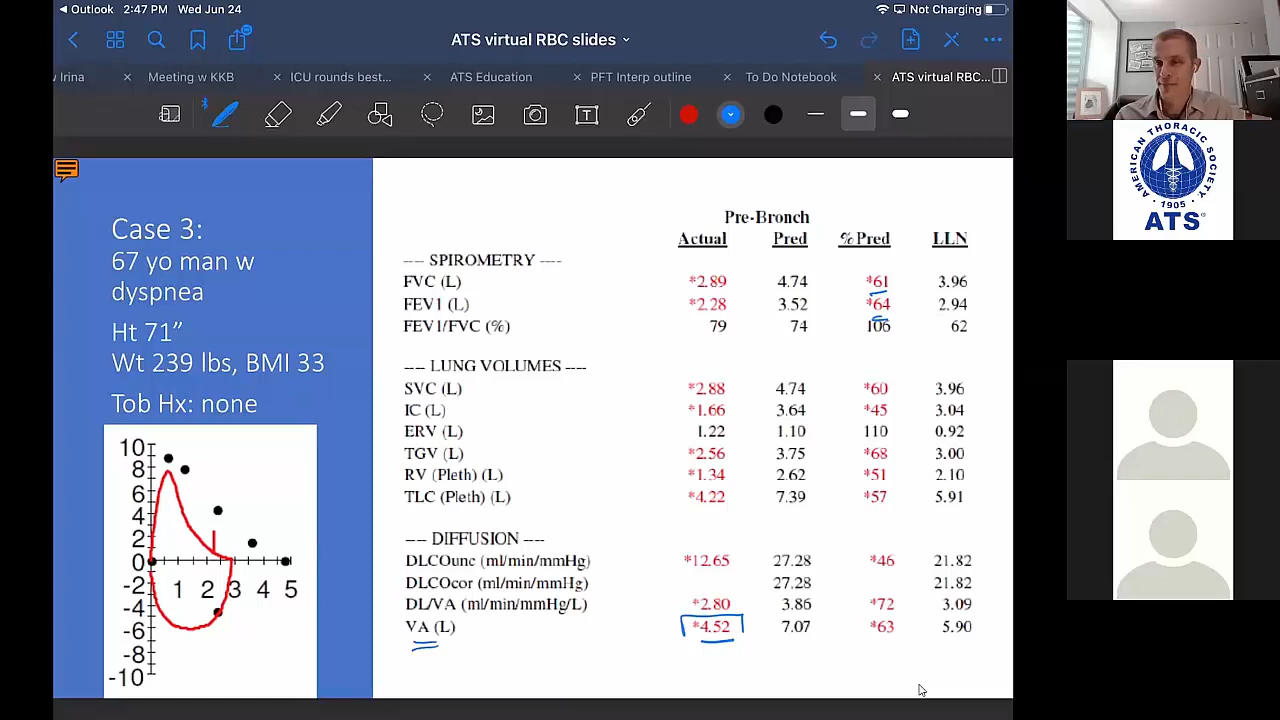 Outlook 2:47 PM Wed Jun 24
Not Charging
ATS virtual RBC slides
Irina
Meeting w KKB
ICU rounds best...
ATS Education
PFT Interp outline
To Do Notebook
ATS virtual RBC...
Case 3:
67 yo man w
dyspnea
Ht 71”
Wt 239 lbs, BMI 33
Tob Hx: none
10
8
6
4
2
0
-2
-4
-6
-8
-10
1 2 3 4 5
Pre-Bronch
Actual Pred %Pred LLN
---- SPIROMETRY ----
FVC (L) *2.89 4.74 *61 3.96
FEV1 (L) *2.28 3.52 *64 2.94
FEV1/FVC (%) 79 74 106 62
---- LUNG VOLUMES ----
SVC (L) *2.88 4.74 *60 3.96
IC (L) *1.66 3.64 *45 3.04
ERV (L) 1.22 1.10 110 0.92
TGV (L) *2.56 3.75 *68 3.00
RV (Pleth) (L) *1.34 2.62 *51 2.10
TLC (Pleth) (L) *4.22 7.39 *57 5.91
---- DIFFUSION ----
DLCOunc (ml/min/mmHg) *12.65 27.28 *46 21.82
DLCOcor (ml/min/mmHg) 27.28 21.82
DL/VA (ml/min/mmHg/L) *2.80 3.86 *72 3.09
VA (L) *4.52 7.07 *63 5.90
AMERICAN THORACIC SOCIETY
1905
ATS